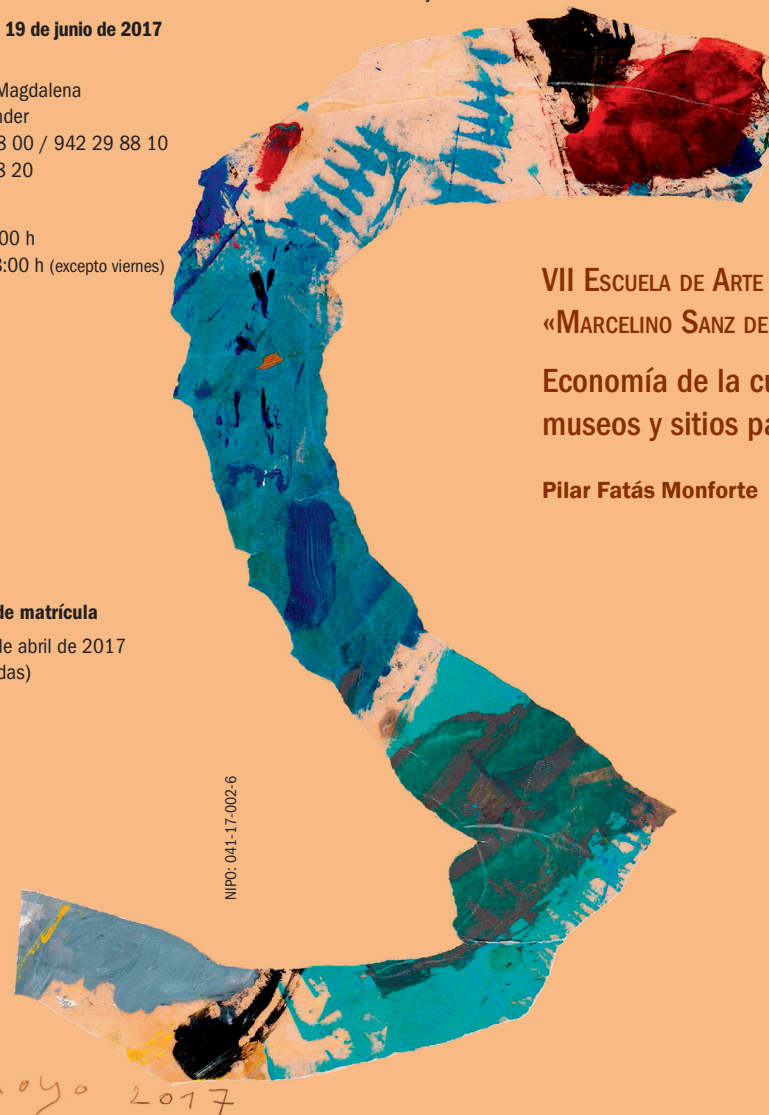 19 de junio de 2017
Magdalena
nder
8 00 / 942 29 88 10
8 20
:00 h
8:00 h (excepto viernes)
VII Escuela de Arte
«Marcelino Sanz de
Economía de la cu
museos y sitios pa
Pilar Fatás Monforte
de matrícula
de abril de 2017
das)
NIPO: 041-17-002-6
oyo 2017